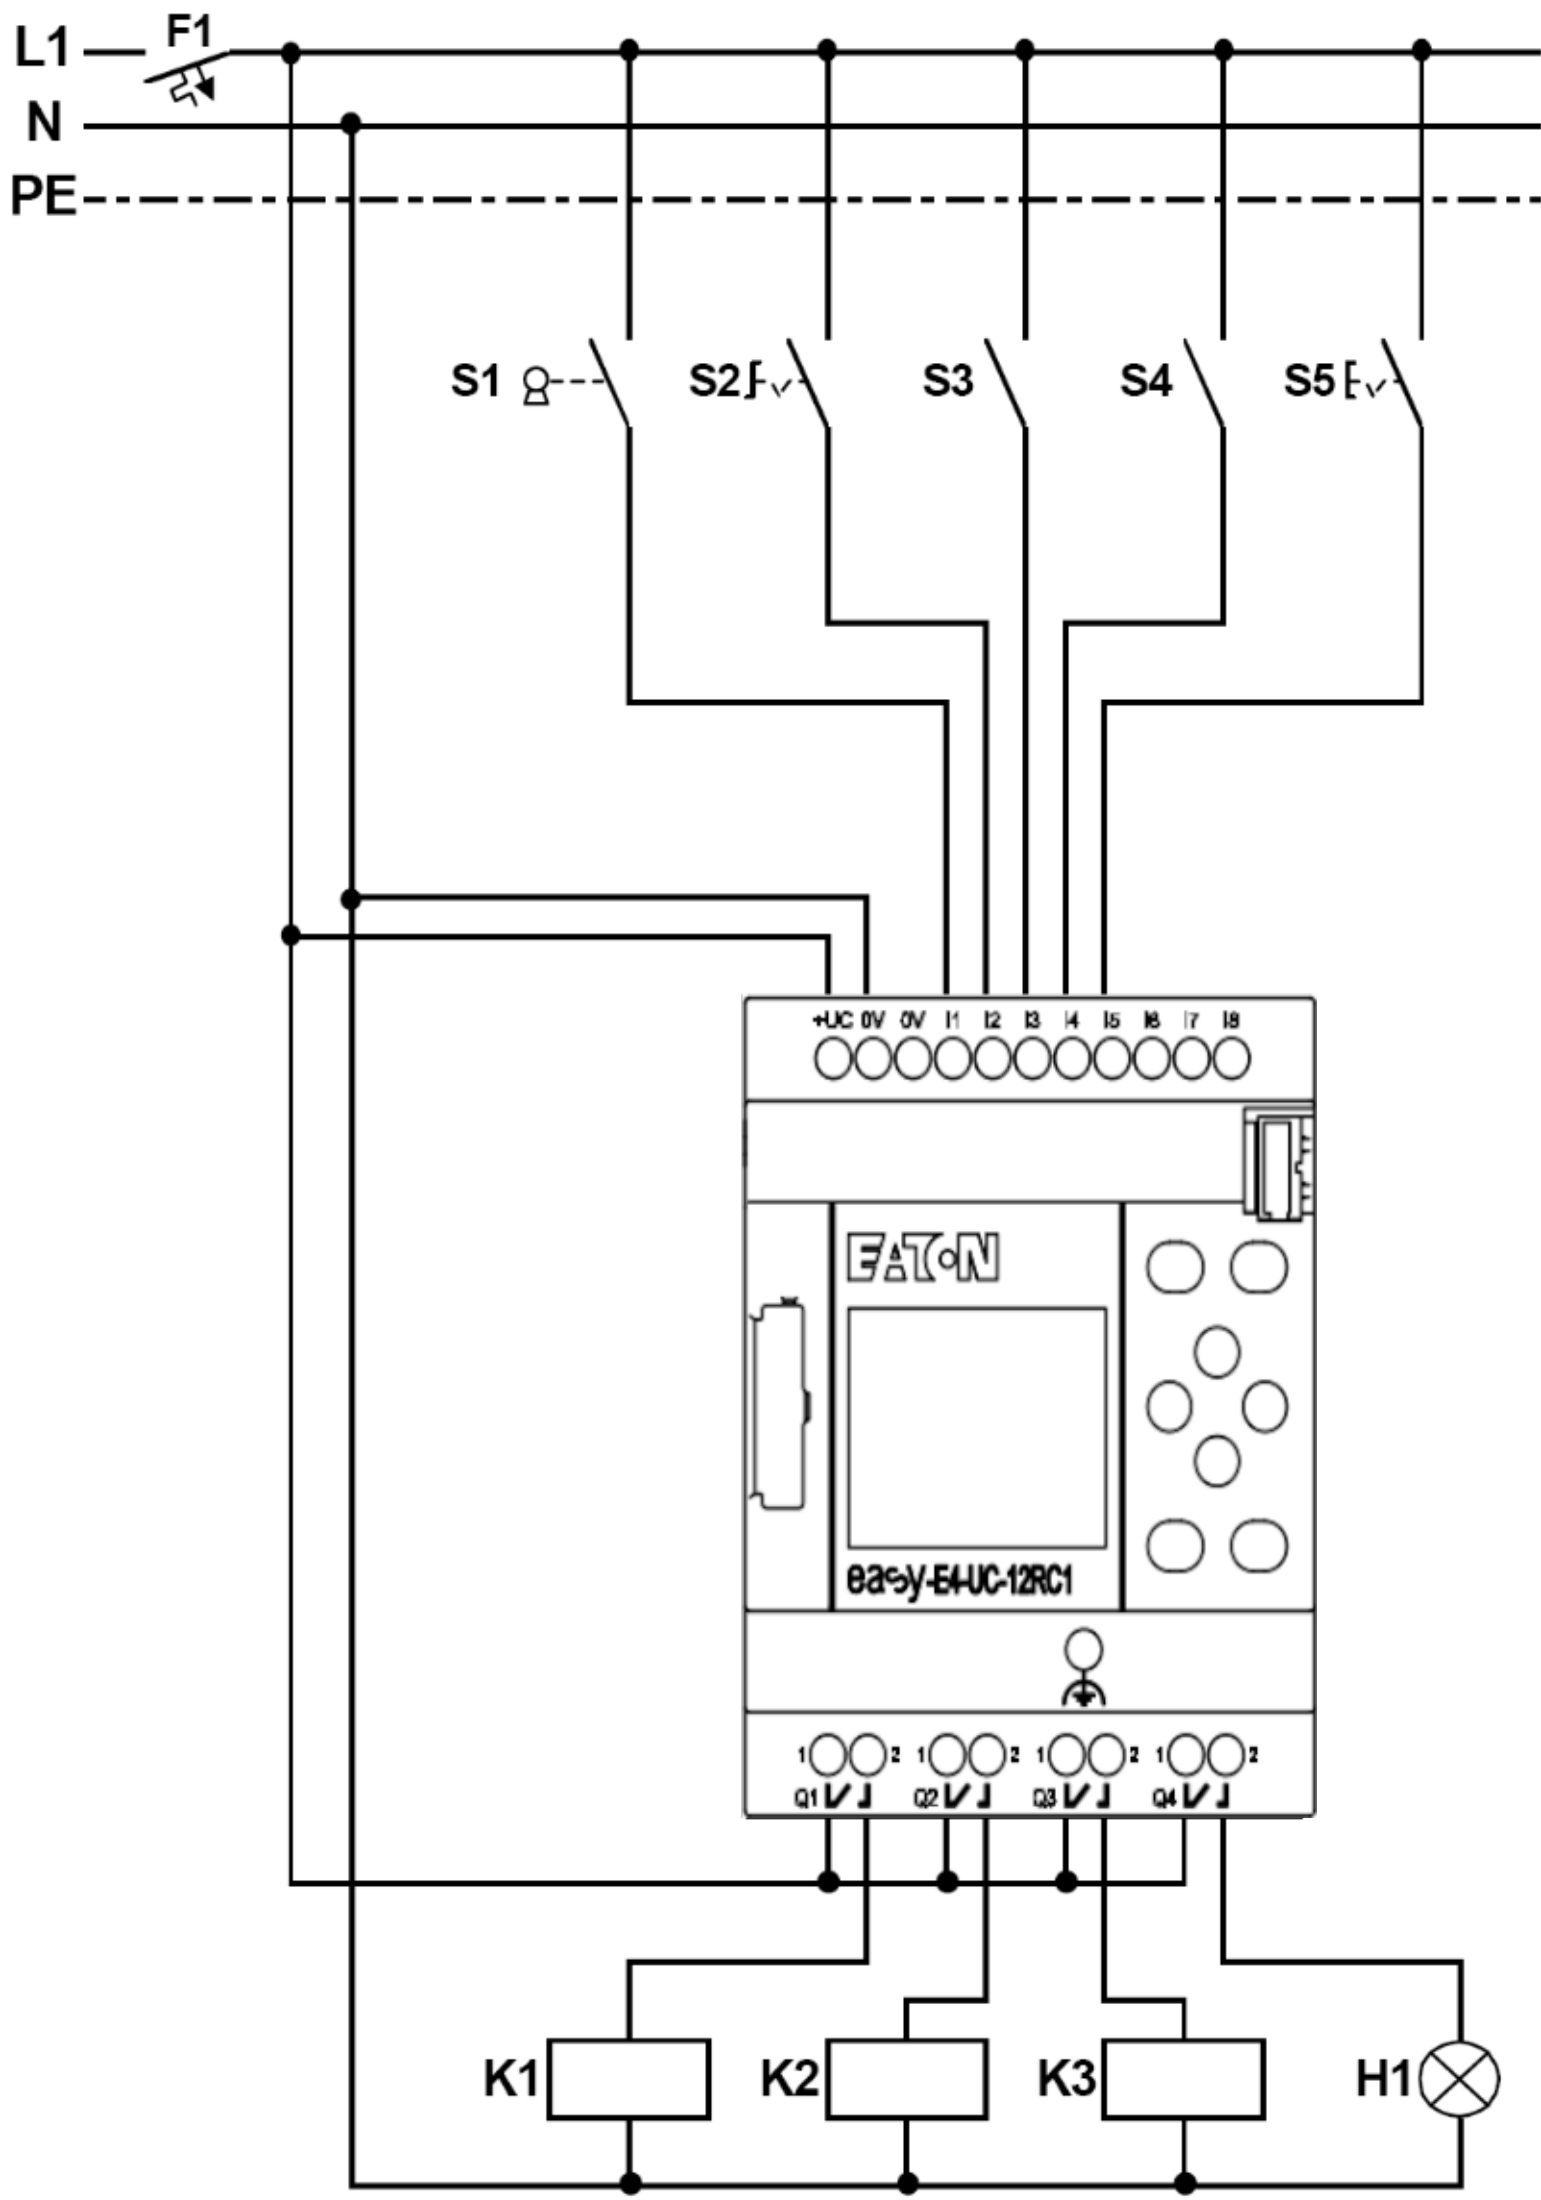 L1 F1
N
PE
S1 S2 S3 S4 S5
+UC 0V 0V I1 I2 I3 I4 I5 I6 I7 I8
EATON
easy-E4-UC-12RC1
1 2 1 2 1 2 1 2
Q1 Q2 Q3 Q4
K1 K2 K3 H1